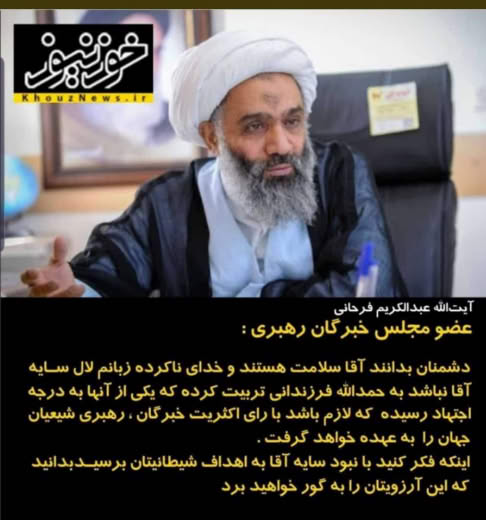 خوزنیوز
KhouzNews.ir
آیت‌الله عبدالکریم فرحانی
عضو مجلس خبرگان رهبری :
دشمنان بدانند آقا سلامت هستند و خدای ناکرده زبانم لال سایه
آقا نباشد به حمدالله فرزندانی تربیت کرده که یکی از آنها به درجه
اجتهاد رسیده که لازم باشد با رای اکثریت خبرگان ، رهبری شیعیان
جهان را به عهده خواهد گرفت .
اینکه فکر کنید با نبود سایه آقا به اهداف شیطانیتان برسیدبدانید
که این آرزویتان را به گور خواهید برد